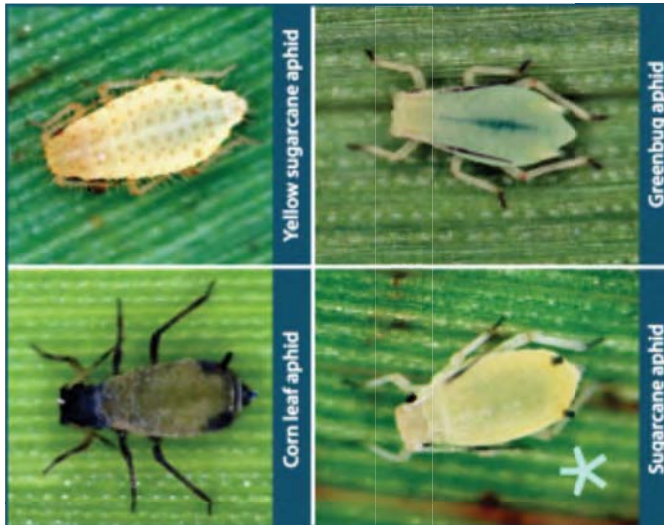 Yellow sugarcane aphid
Greenbug aphid
Corn leaf aphid
Sugarcane aphid